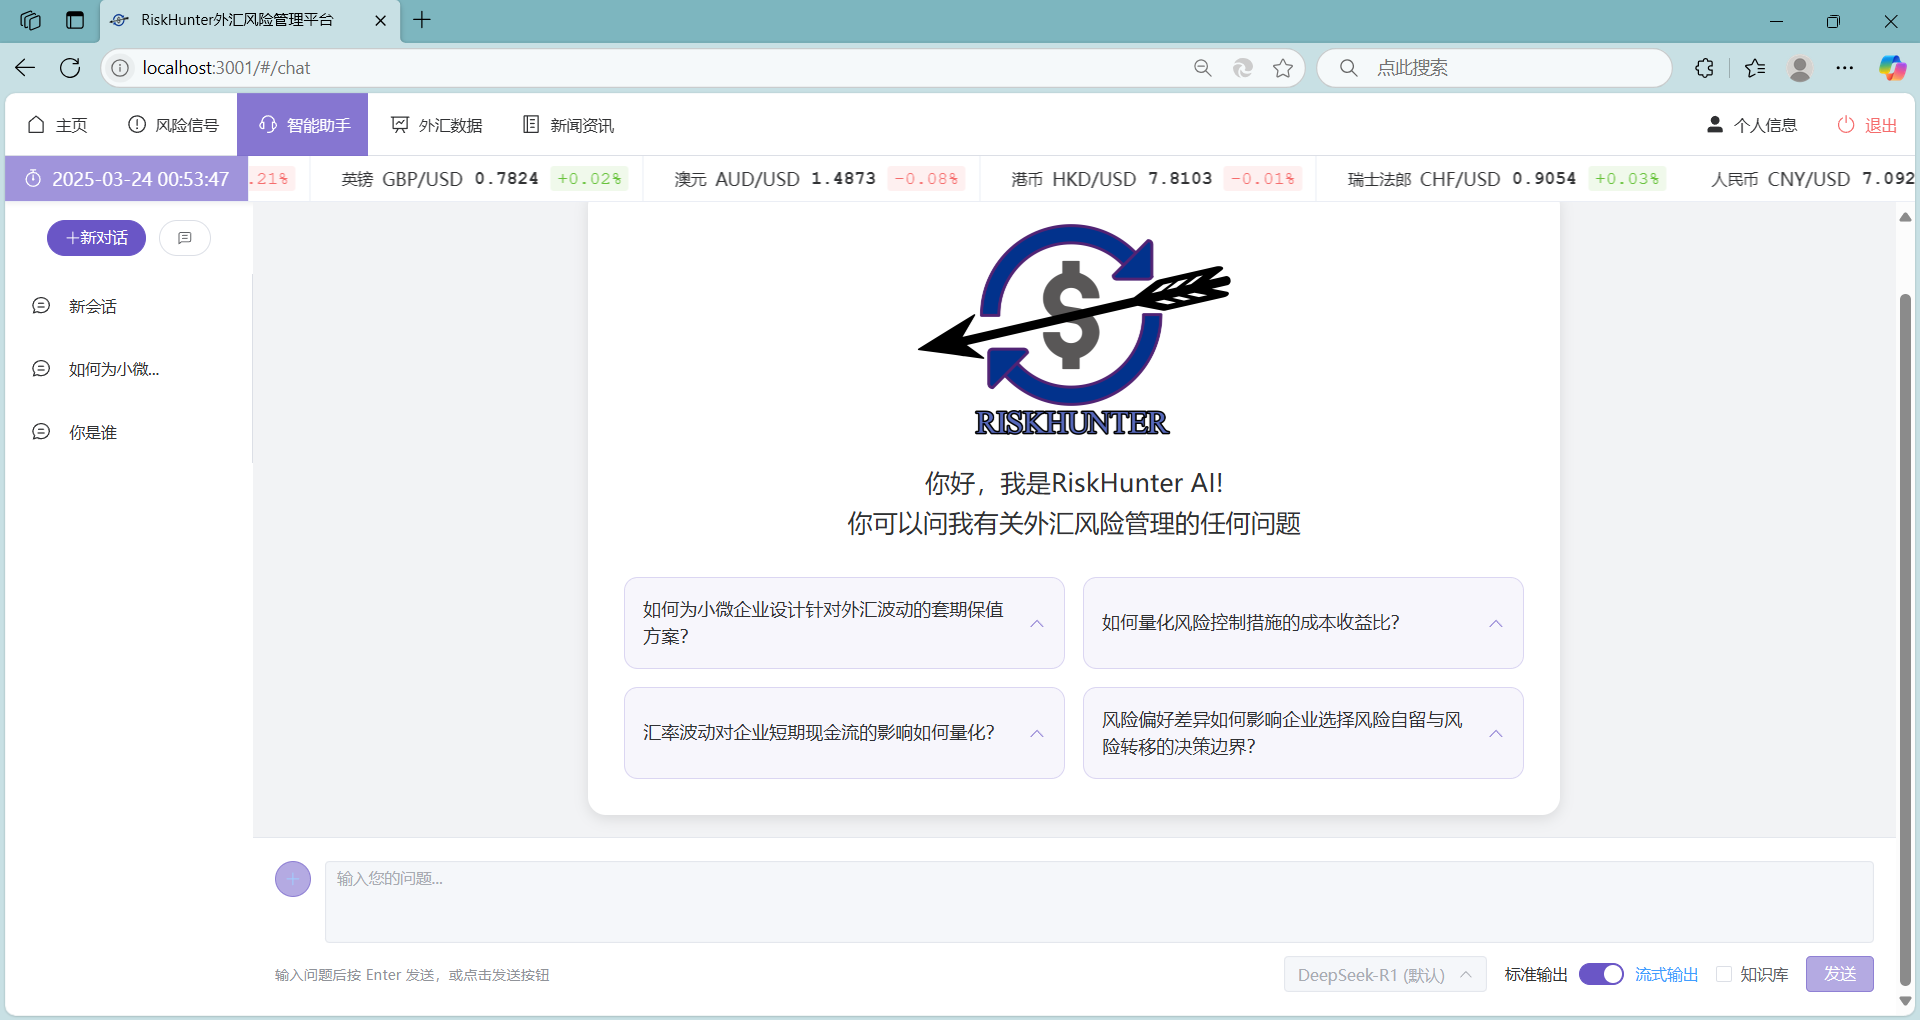 RiskHunter外汇风险管理平台
localhost:3001/#/chat
点此搜索
主页
风险信号
智能助手
外汇数据
新闻资讯
个人信息
退出
2025-03-24 00:53:47
.21%
英镑 GBP/USD 0.7824 +0.02%
澳元 AUD/USD 1.4873 -0.08%
港币 HKD/USD 7.8103 -0.01%
瑞士法郎 CHF/USD 0.9054 +0.03%
人民币 CNY/USD 7.092
+新对话
新会话
如何为小微...
你是谁
$
RISKHUNTER
你好，我是RiskHunter AI!
你可以问我有关外汇风险管理的任何问题
如何为小微企业设计针对外汇波动的套期保值
方案？
如何量化风险控制措施的成本收益比？
汇率波动对企业短期现金流的影响如何量化？
风险偏好差异如何影响企业选择风险自留与风
险转移的决策边界？
输入您的问题...
输入问题后按 Enter 发送，或点击发送按钮
DeepSeek-R1 (默认)
标准输出
流式输出
知识库
发送